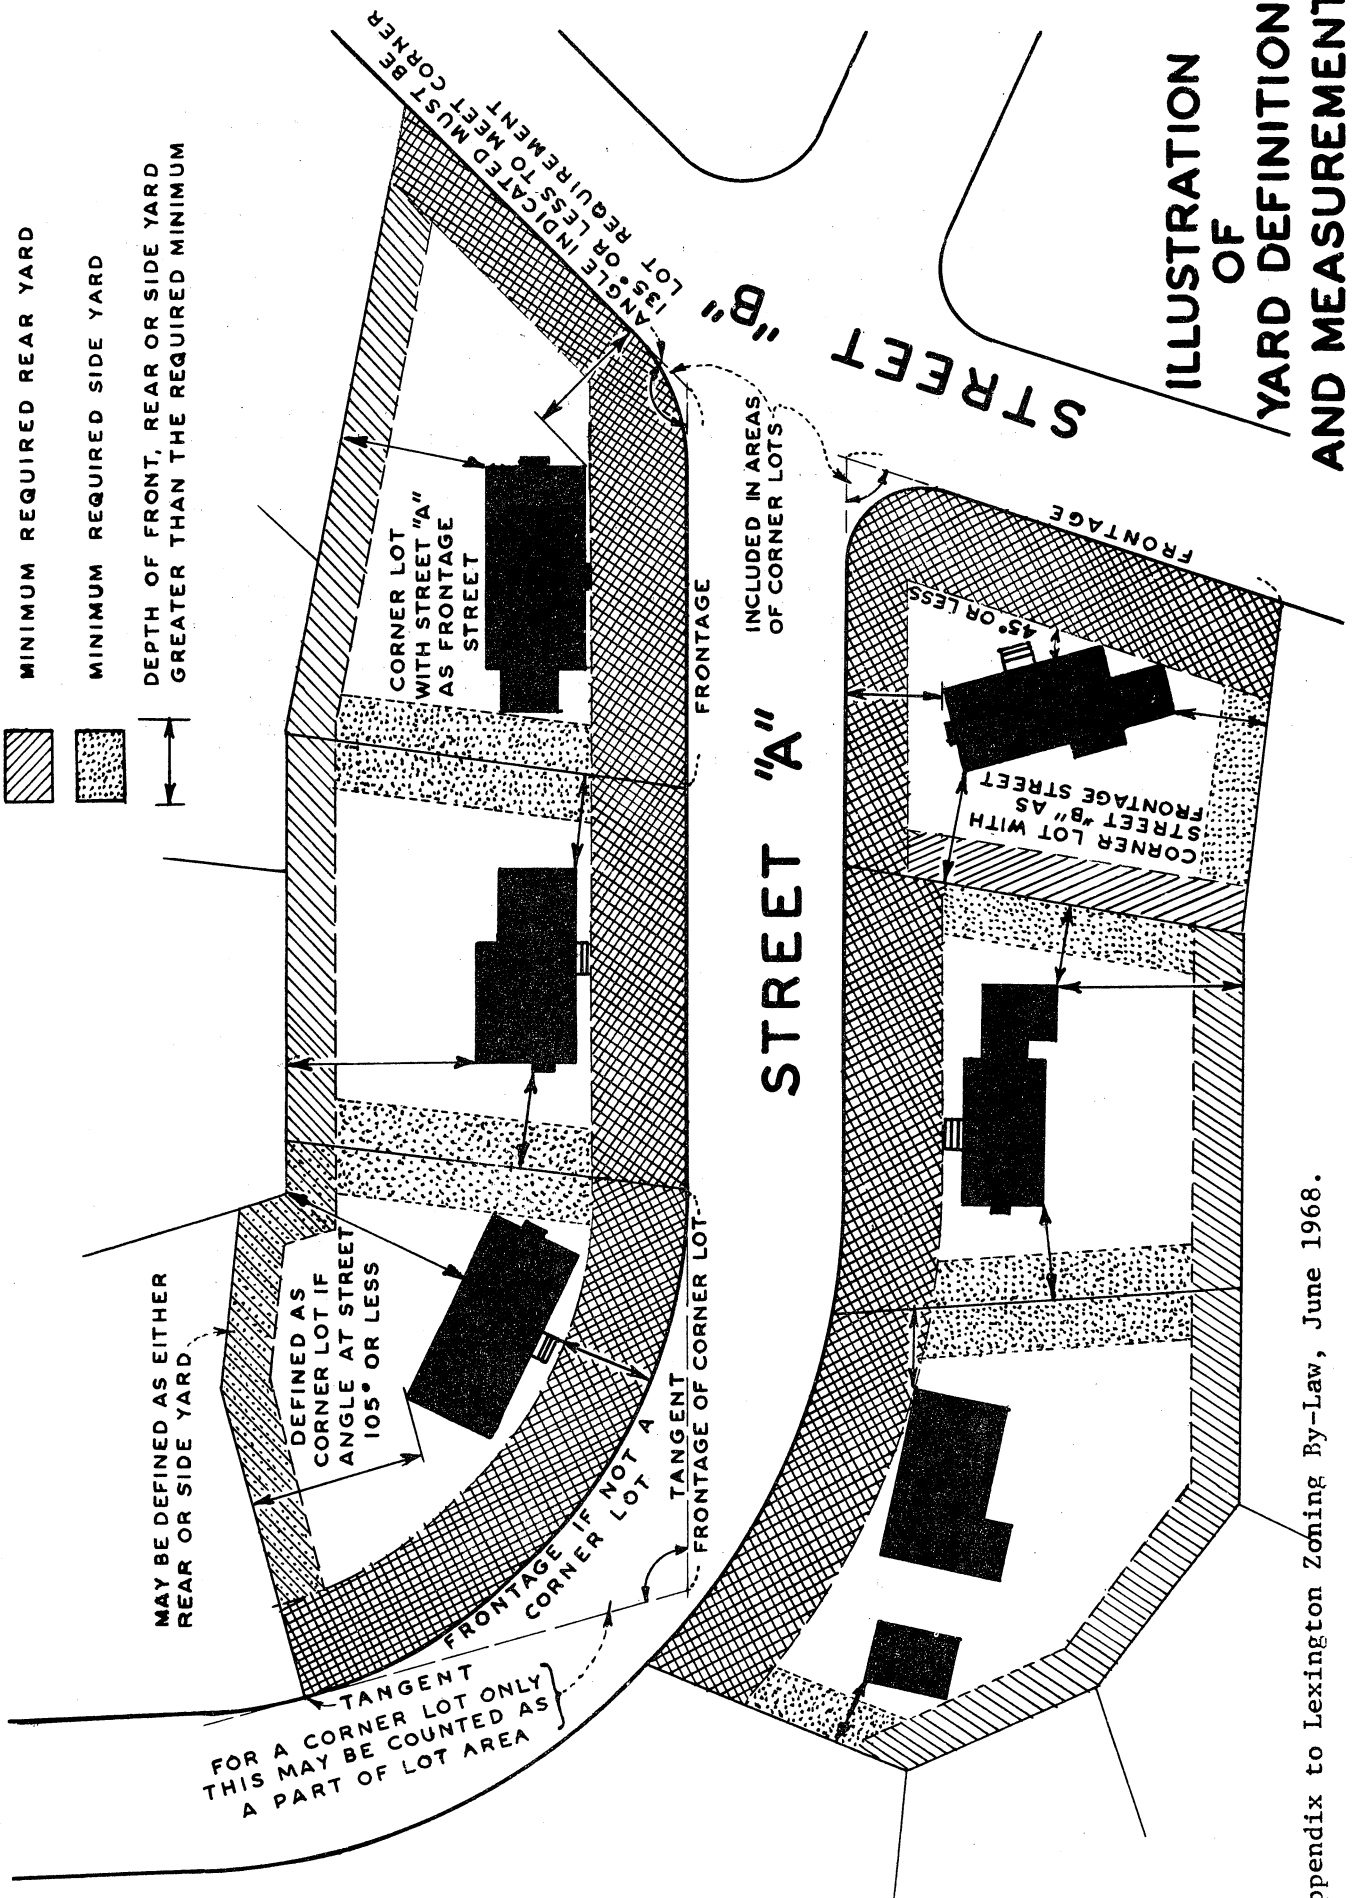 MINIMUM REQUIRED REAR YARD
MINIMUM REQUIRED SIDE YARD
DEPTH OF FRONT, REAR OR SIDE YARD
GREATER THAN THE REQUIRED MINIMUM
MAY BE DEFINED AS EITHER
REAR OR SIDE YARD
DEFINED AS
CORNER LOT IF
ANGLE AT STREET
105° OR LESS
CORNER LOT
WITH STREET "A"
AS FRONTAGE
STREET
ANGLE INDICATED MUST BE
135° OR LESS TO MEET CORNER
LOT REQUIREMENT
FRONTAGE IF NOT A
CORNER LOT
TANGENT
FRONTAGE OF CORNER LOT
FRONTAGE
TANGENT
FOR A CORNER LOT ONLY
THIS MAY BE COUNTED AS
A PART OF LOT AREA
INCLUDED IN AREAS
OF CORNER LOTS
STREET "A"
STREET "B"
FRONTAGE
45° OR LESS
CORNER LOT WITH
STREET "B" AS
FRONTAGE STREET
ILLUSTRATION
OF
YARD DEFINITION
AND MEASUREMENT
ppendix to Lexington Zoning By-Law, June 1968.